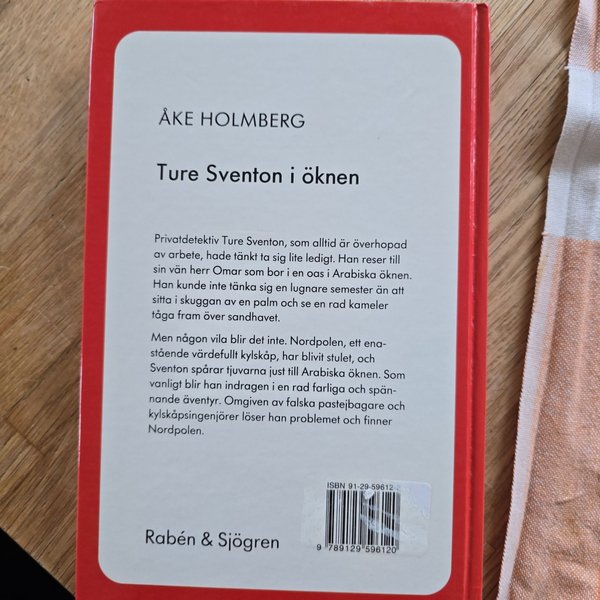 ÅKE HOLMBERG
Ture Sventon i öknen
Privatdetektiv Ture Sventon, som alltid är överhopad
av arbete, hade tänkt ta sig lite ledigt. Han reser till
sin vän herr Omar som bor i en oas i Arabiska öknen.
Han kunde inte tänka sig en lugnare semester än att
sitta i skuggan av en palm och se en rad kameler
tåga fram över sandhavet.
Men någon vila blir det inte. Nordpolen, ett ena-
stående värdefullt kylskåp, har blivit stulet, och
Sventon spårar tjuvarna just till Arabiska öknen. Som
vanligt blir han indragen i en rad farliga och spän-
nande äventyr. Omgiven av falska pastejbagare och
kylskåpsingenjörer löser han problemet och finner
Nordpolen.
ISBN 91-29-59612-
Rabén & Sjögren
9 789129 596120